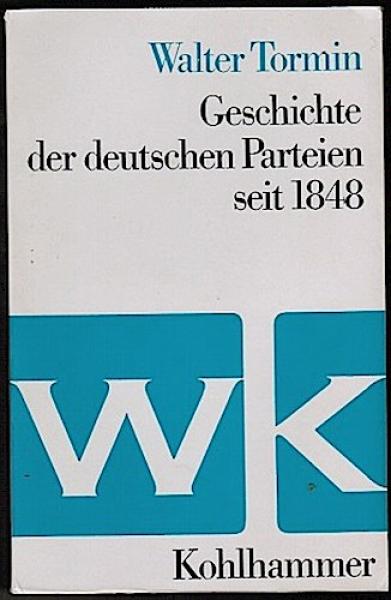 Walter Tormin
Geschichte
der deutschen Parteien
seit 1848
WK
Kohlhammer